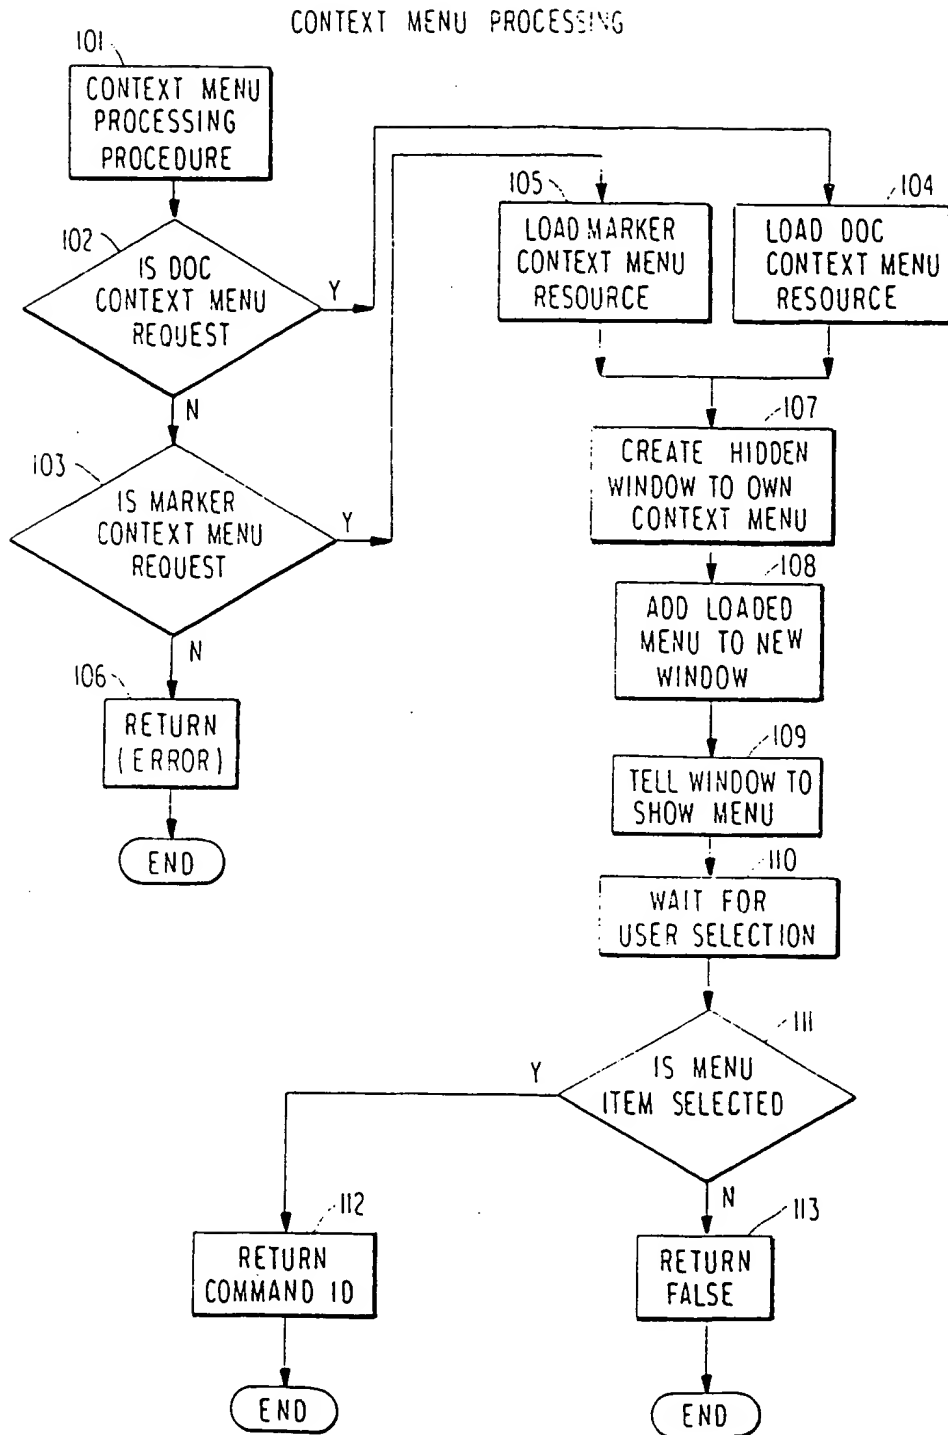 CONTEXT MENU PROCESSING
101
CONTEXT MENU
PROCESSING
PROCEDURE
102
IS DOC
CONTEXT MENU
REQUEST
Y
N
103
IS MARKER
CONTEXT MENU
REQUEST
Y
N
106
RETURN
(ERROR)
END
105
LOAD MARKER
CONTEXT MENU
RESOURCE
104
LOAD DOC
CONTEXT MENU
RESOURCE
107
CREATE HIDDEN
WINDOW TO OWN
CONTEXT MENU
108
ADD LOADED
MENU TO NEW
WINDOW
109
TELL WINDOW TO
SHOW MENU
110
WAIT FOR
USER SELECTION
111
IS MENU
ITEM SELECTED
Y
N
112
RETURN
COMMAND ID
END
113
RETURN
FALSE
END